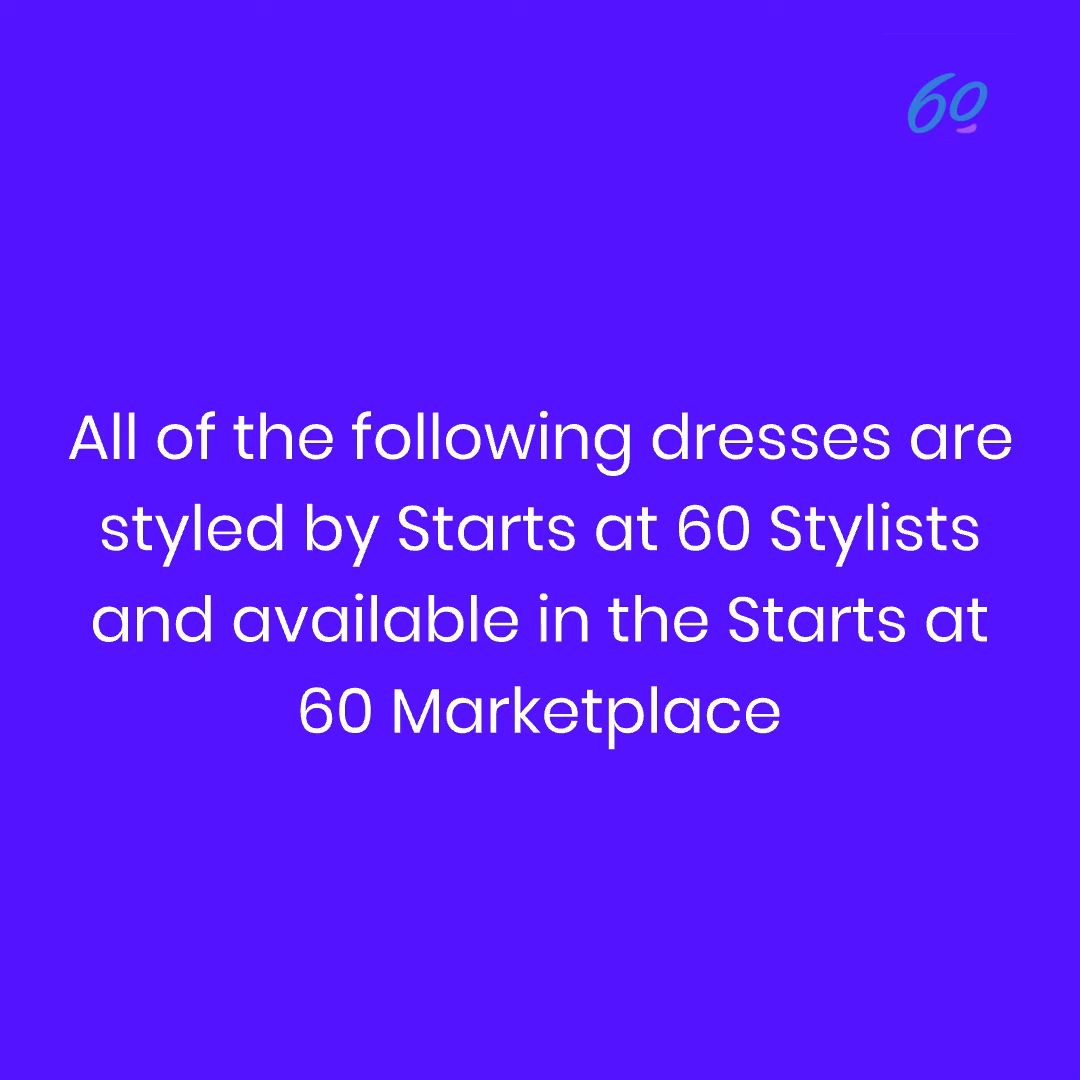 60
All of the following dresses are
styled by Starts at 60 Stylists
and available in the Starts at
60 Marketplace